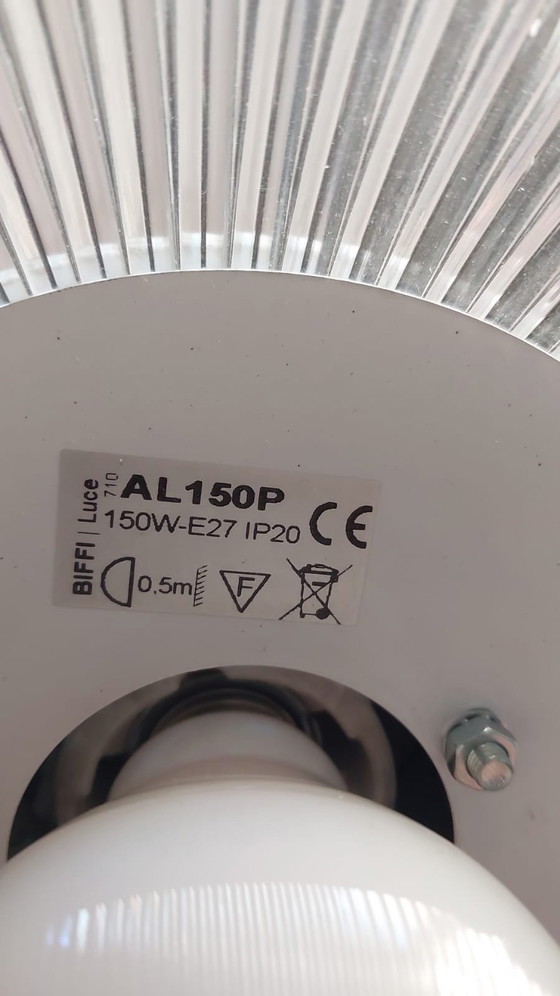 BIFFI | Luce
710
AL150P
150W-E27 IP20
CE
0,5m
F